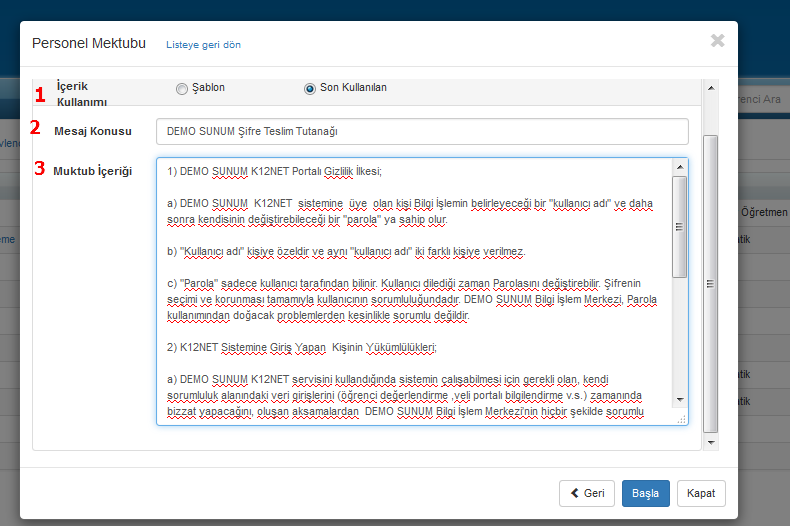 Personel Mektubu Listeye geri dön
1 İçerik Kullanımı Şablon Son Kullanılan
2 Mesaj Konusu DEMO SUNUM Şifre Teslim Tutanağı
3 Muktub İçeriği
1) DEMO SUNUM K12NET Portalı Gizlilik İlkesi;
a) DEMO SUNUM K12NET sistemine üye olan kişi Bilgi İşlemin belirleyeceği bir "kullanıcı adı" ve daha
sonra kendisinin değiştirebileceği bir "parola" ya sahip olur.
b) "Kullanıcı adı" kişiye özeldir ve aynı "kullanıcı adı" iki farklı kişiye verilmez.
c) "Parola" sadece kullanıcı tarafından bilinir. Kullanıcı dilediği zaman Parolasını değiştirebilir. Şifrenin
seçimi ve korunması tamamıyla kullanıcının sorumluluğundadır. DEMO SUNUM Bilgi İşlem Merkezi, Parola
kullanımından doğacak problemlerden kesinlikle sorumlu değildir.
2) K12NET Sistemine Giriş Yapan Kişinin Yükümlülükleri;
a) DEMO SUNUM K12NET servisini kullandığında sistemin çalışabilmesi için gerekli olan, kendi
sorumluluk alanındaki veri girişlerini (öğrenci değerlendirme ,veli portalı bilgilendirme v.s.) zamanında
bizzat yapacağını, oluşan aksamalardan DEMO SUNUM Bilgi İşlem Merkezi'nin hiçbir şekilde sorumlu
Geri Başla Kapat
enci Ara
Öğretmen
tik
atik
atik
ylenc
eme